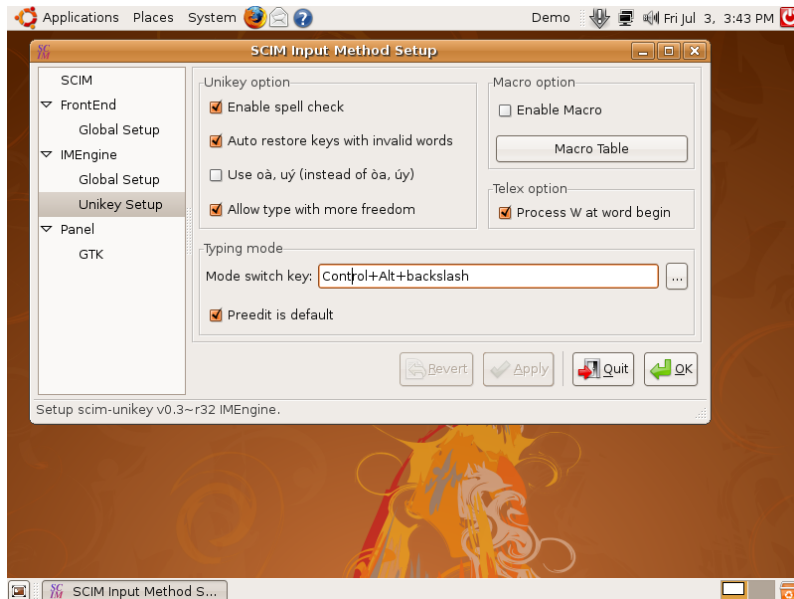 Applications Places System Demo Fri Jul 3, 3:43 PM
SCIM Input Method Setup
SCIM
FrontEnd
Global Setup
IMEngine
Global Setup
Unikey Setup
Panel
GTK
Unikey option
Enable spell check
Auto restore keys with invalid words
Use oà, uý (instead of òa, úy)
Allow type with more freedom
Macro option
Enable Macro
Macro Table
Telex option
Process W at word begin
Typing mode
Mode switch key: Control+Alt+backslash ...
Preedit is default
Revert Apply Quit OK
Setup scim-unikey v0.3~r32 IMEngine.
SCIM Input Method S...